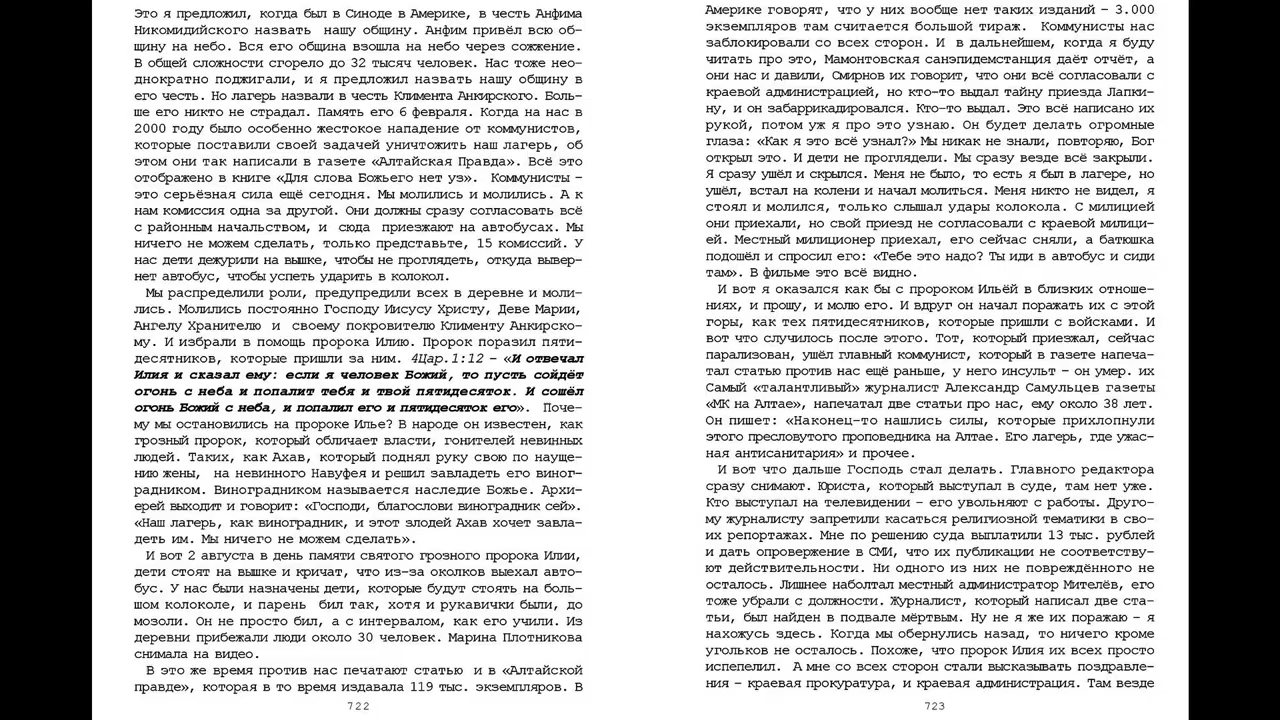 Это я предложил, когда был в Синоде в Америке, в честь Анфима
Никомидийского назвать нашу общину. Анфим привёл всю об-
щину на небо. Вся его община взошла на небо через сожжение.
В общей сложности сгорело до 32 тысяч человек. Нас тоже нео-
днократно поджигали, и я предложил назвать нашу общину в
его честь. Но лагерь назвали в честь Климента Анкирского. Боль-
ше его никто не страдал. Память его 6 февраля. Когда на нас в
2000 году было особенно жестокое нападение от коммунистов,
которые поставили своей задачей уничтожить наш лагерь, об
этом они так написали в газете «Алтайская Правда». Всё это
отображено в книге «Для слова Божьего нет уз». Коммунисты –
это серьёзная сила ещё сегодня. Мы молились и молились. А к
нам комиссия одна за другой. Они должны сразу согласовать всё
с районным начальством, и сюда приезжают на автобусах. Мы
ничего не можем сделать, только представьте, 15 комиссий. У
нас дети дежурили на вышке, чтобы не проглядеть, откуда вывер-
нет автобус, чтобы успеть ударить в колокол.
Мы распределили роли, предупредили всех в деревне и моли-
лись. Молились постоянно Господу Иисусу Христу, Деве Марии,
Ангелу Хранителю и своему покровителю Клименту Анкирско-
му. И избрали в помощь пророка Илию. Пророк поразил пяти-
десятников, которые пришли за ним. 4Цар.1:12 – «И отвечал
Илия и сказал ему: если я человек Божий, то пусть сойдёт
огонь с неба и попалит тебя и твой пятидесяток. И сошёл
огонь Божий с неба, и попалил его и пятидесяток его». Поче-
му мы остановились на пророке Илье? В народе он известен, как
грозный пророк, который обличает власти, гонителей невинных
людей. Таких, как Ахав, который поднял руку свою по науще-
нию жены, на невинного Навуфея и решил завладеть его виног-
радником. Виноградником называется наследие Божье. Архи-
ерей выходит и говорит: «Господи, благослови виноградник сей».
«Наш лагерь, как виноградник, и этот злодей Ахав хочет завла-
деть им. Мы ничего не можем сделать».
И вот 2 августа в день памяти святого грозного пророка Илии,
дети стоят на вышке и кричат, что из-за околков выехал авто-
бус. У нас были назначены дети, которые будут стоять на боль-
шом колоколе, и парень бил так, хотя и рукавички были, до
мозоли. Он не просто бил, а с интервалом, как его учили. Из
деревни прибежали люди около 30 человек. Марина Плотникова
снимала на видео.
В это же время против нас печатают статью и в «Алтайской
правде», которая в то время издавала 119 тыс. экземпляров. В
722
Америке говорят, что у них вообще нет таких изданий – 3.000
экземпляров там считается большой тираж. Коммунисты нас
заблокировали со всех сторон. И в дальнейшем, когда я буду
читать про это, Мамонтовская санэпидемстанция даёт отчёт, а
они нас и давили, Смирнов их говорит, что они всё согласовали с
краевой администрацией, но кто-то выдал тайну приезда Лапки-
ну, и он забаррикадировался. Кто-то выдал. Это всё написано их
рукой, потом уж я про это узнаю. Он будет делать огромные
глаза: «Как я это всё узнал?» Мы никак не знали, повторяю, Бог
открыл это. И дети не проглядели. Мы сразу везде всё закрыли.
Я сразу ушёл и скрылся. Меня не было, то есть я был в лагере, но
ушёл, встал на колени и начал молиться. Меня никто не видел, я
стоял и молился, только слышал удары колокола. С милицией
они приехали, но свой приезд не согласовали с краевой милици-
ей. Местный милиционер приехал, его сейчас сняли, а батюшка
подошёл и спросил его: «Тебе это надо? Ты иди в автобус и сиди
там». В фильме это всё видно.
И вот я оказался как бы с пророком Ильёй в близких отноше-
ниях, и прошу, и молю его. И вдруг он начал поражать их с этой
горы, как тех пятидесятников, которые пришли с войсками. И
вот что случилось после этого. Тот, который приезжал, сейчас
парализован, ушёл главный коммунист, который в газете напеча-
тал статью против нас ещё раньше, у него инсульт – он умер. их
Самый «талантливый» журналист Александр Самульцев газеты
«МК на Алтае», напечатал две статьи про нас, ему около 38 лет.
Он пишет: «Наконец-то нашлись силы, которые прихлопнули
этого пресловутого проповедника на Алтае. Его лагерь, где ужас-
ная антисанитария» и прочее.
И вот что дальше Господь стал делать. Главного редактора
сразу снимают. Юриста, который выступал в суде, там нет уже.
Кто выступал на телевидении – его увольняют с работы. Друго-
му журналисту запретили касаться религиозной тематики в сво-
их репортажах. Мне по решению суда выплатили 13 тыс. рублей
и дать опровержение в СМИ, что их публикации не соответству-
ют действительности. Ни одного из них не повреждённого не
осталось. Лишнее наболтал местный администратор Мителёв, его
тоже убрали с должности. Журналист, который написал две ста-
тьи, был найден в подвале мёртвым. Ну не я же их поражаю – я
нахожусь здесь. Когда мы обернулись назад, то ничего кроме
угольков не осталось. Похоже, что пророк Илия их всех просто
испепелил. А мне со всех сторон стали высказывать поздравле-
ния – краевая прокуратура, и краевая администрация. Там везде
723